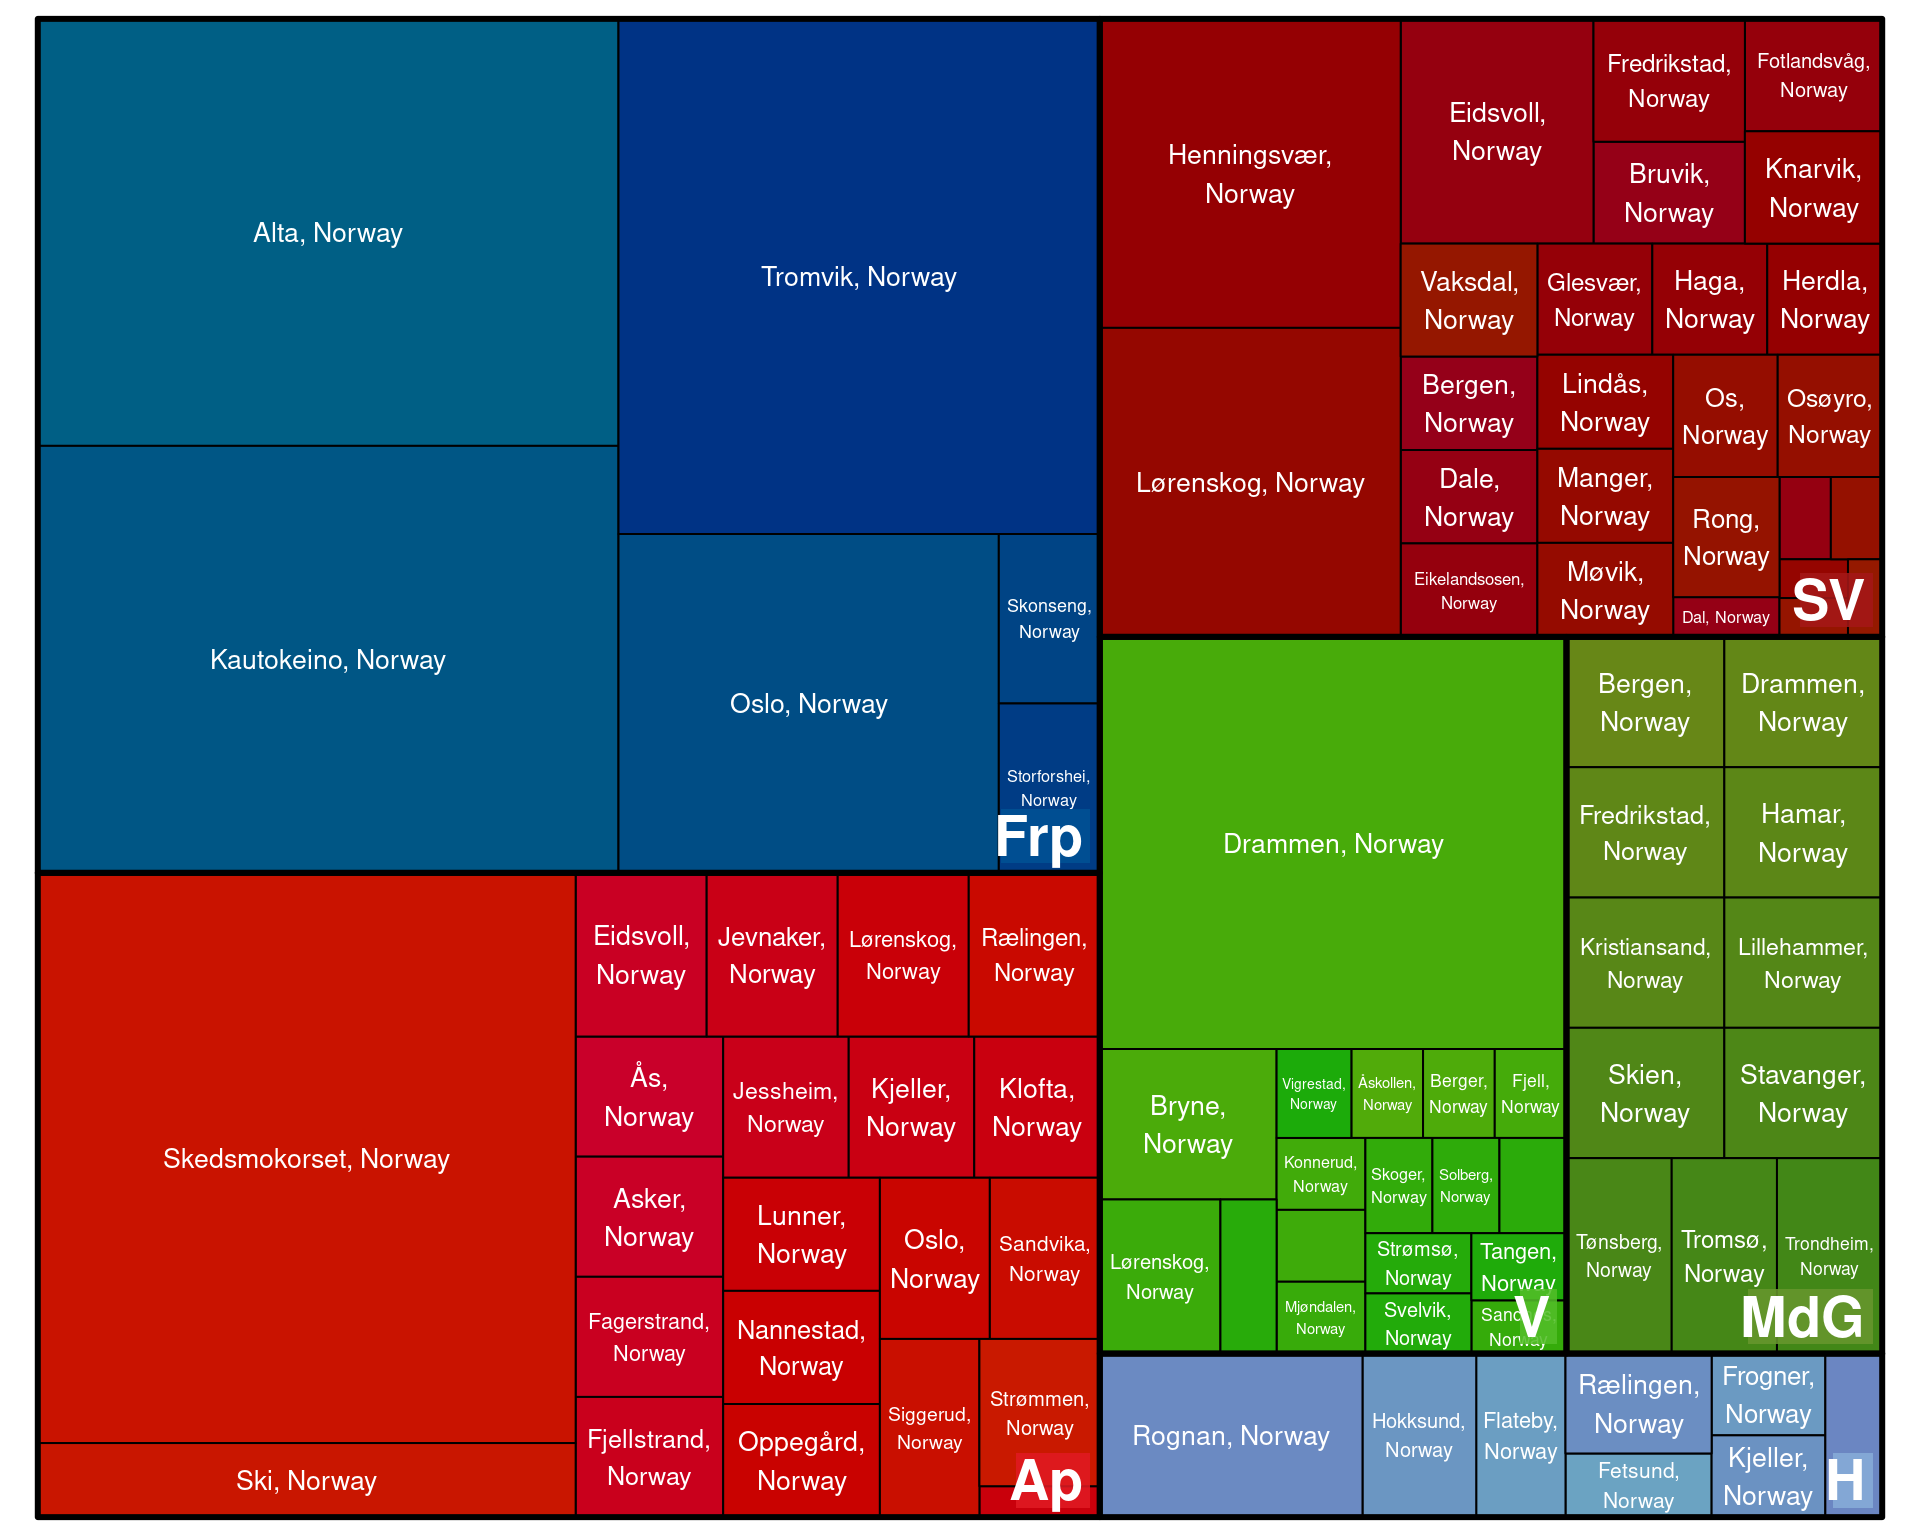 Alta, Norway
Tromvik, Norway
Kautokeino, Norway
Oslo, Norway
Skonseng,
Norway
Storforshei,
Norway
Frp
Skedsmokorset, Norway
Ski, Norway
Eidsvoll,
Norway
Jevnaker,
Norway
Lørenskog,
Norway
Rælingen,
Norway
Ås,
Norway
Jessheim,
Norway
Kjeller,
Norway
Kløfta,
Norway
Asker,
Norway
Lunner,
Norway
Oslo,
Norway
Sandvika,
Norway
Fagerstrand,
Norway
Nannestad,
Norway
Fjellstrand,
Norway
Oppegård,
Norway
Siggerud,
Norway
Strømmen,
Norway
Ap
Henningsvær,
Norway
Lørenskog, Norway
Eidsvoll,
Norway
Fredrikstad,
Norway
Fotlandsvåg,
Norway
Bruvik,
Norway
Knarvik,
Norway
Vaksdal,
Norway
Glesvær,
Norway
Haga,
Norway
Herdla,
Norway
Bergen,
Norway
Lindås,
Norway
Os,
Norway
Osøyro,
Norway
Dale,
Norway
Manger,
Norway
Rong,
Norway
Eikelandsosen,
Norway
Møvik,
Norway
Dal, Norway
SV
Drammen, Norway
Bryne,
Norway
Vigrestad,
Norway
Åskollen,
Norway
Berger,
Norway
Fjell,
Norway
Konnerud,
Norway
Skoger,
Norway
Solberg,
Norway
Lørenskog,
Norway
Mjøndalen,
Norway
Strømsø,
Norway
Tangen,
Norway
Svelvik,
Norway
Norway
V
Bergen,
Norway
Drammen,
Norway
Fredrikstad,
Norway
Hamar,
Norway
Kristiansand,
Norway
Lillehammer,
Norway
Skien,
Norway
Stavanger,
Norway
Tønsberg,
Norway
Tromsø,
Norway
Trondheim,
Norway
MdG
Rognan, Norway
Hokksund,
Norway
Flateby,
Norway
Rælingen,
Norway
Fetsund,
Norway
Frogner,
Norway
Kjeller,
Norway
H